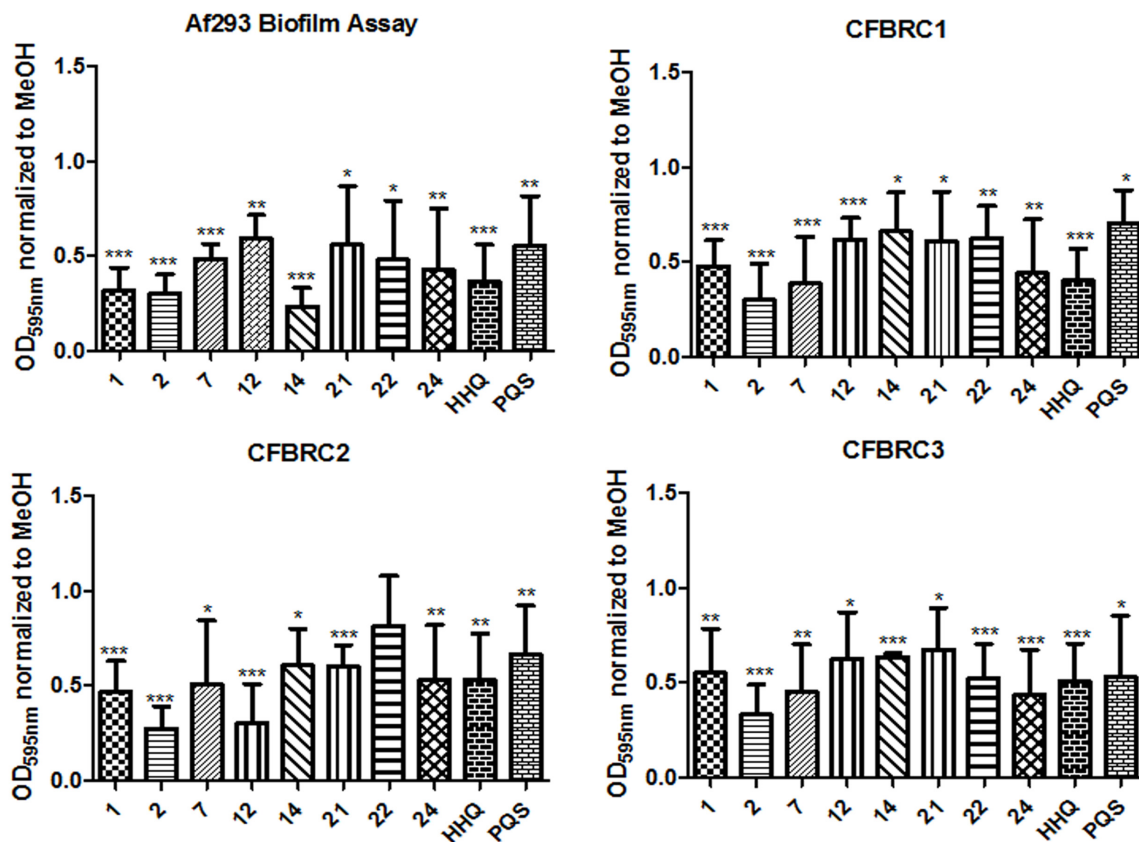 Af293 Biofilm Assay
OD595nm normalized to MeOH
1.5
1.0
0.5
0.0
*** *** *** ** *** * * ** *** **
1 2 7 12 14 21 22 24 HHQ PQS
CFBRC1
OD595nm normalized to MeOH
1.5
1.0
0.5
0.0
*** *** *** *** * * ** ** *** *
1 2 7 12 14 21 22 24 HHQ PQS
CFBRC2
OD595nm normalized to MeOH
1.5
1.0
0.5
0.0
*** *** * *** * *** ** ** **
1 2 7 12 14 21 22 24 HHQ PQS
CFBRC3
OD595nm normalized to MeOH
1.5
1.0
0.5
0.0
** *** ** * *** * *** *** *** *
1 2 7 12 14 21 22 24 HHQ PQS